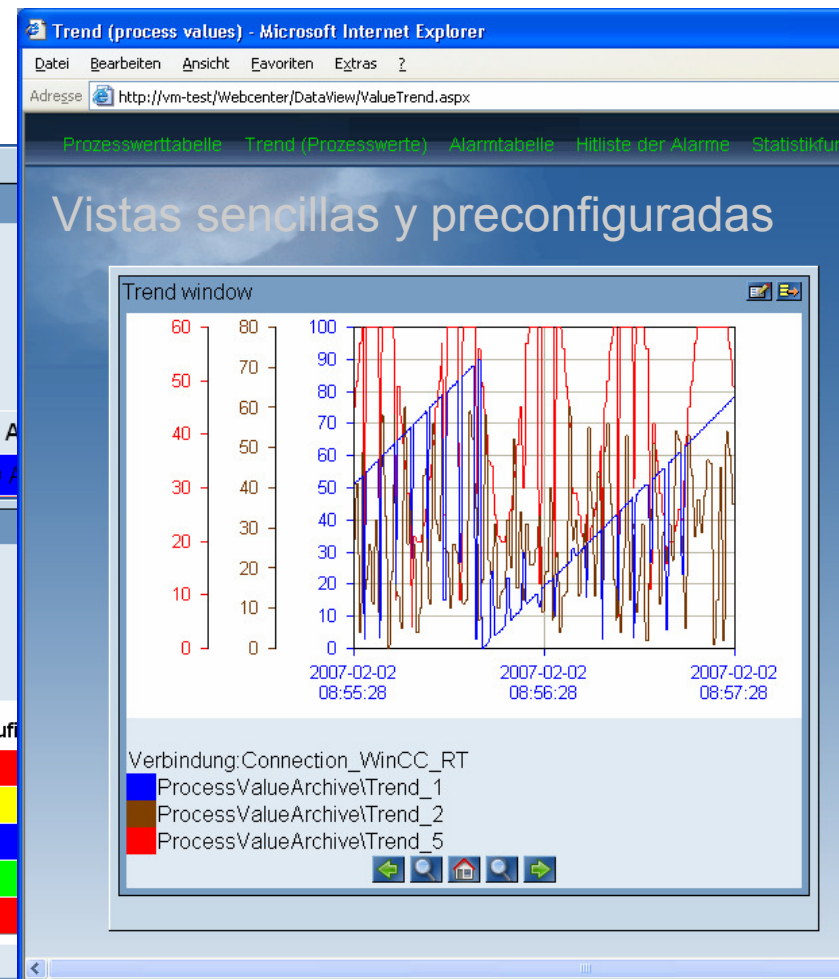 Trend (process values) - Microsoft Internet Explorer
Datei Bearbeiten Ansicht Favoriten Extras ?
Adresse http://vm-test/Webcenter/DataView/ValueTrend.aspx
Prozesswerttabelle Trend (Prozesswerte) Alarmtabelle Hitliste der Alarme
Vistas sencillas y preconfiguradas
Trend window
60 80 100
90
50 70 80
60 70
40 50 60
50
30 40 40
20 30 30
20 20
10 10 10
0 0 0
2007-02-02 2007-02-02 2007-02-02
08:55:28 08:56:28 08:57:28
Verbindung:Connection_WinCC_RT
ProcessValueArchive\Trend_1
ProcessValueArchive\Trend_2
ProcessValueArchive\Trend_5